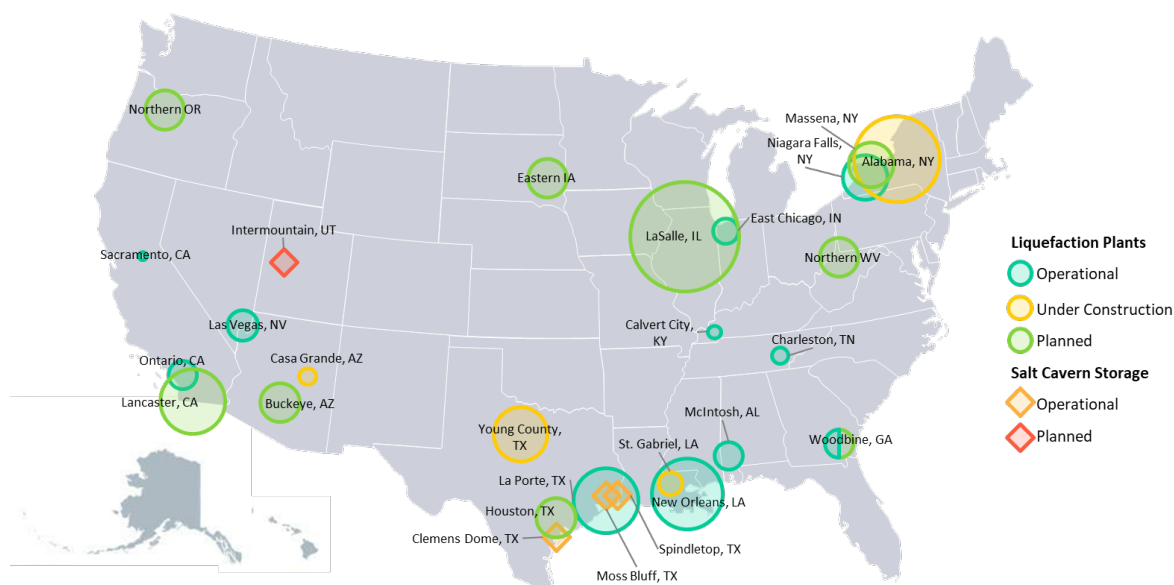 Massena, NY
Northern OR
Niagara Falls,
NY
Alabama, NY
Eastern IA
East Chicago, IN
Intermountain, UT
LaSalle, IL
Sacramento, CA
Northern WV
Las Vegas, NV
Calvert City,
KY
Charleston, TN
Ontario, CA
Casa Grande, AZ
Lancaster, CA
Buckeye, AZ
McIntosh, AL
Young County,
TX
St. Gabriel, LA
Woodbine, GA
La Porte, TX
New Orleans, LA
Houston, TX
Clemens Dome, TX
Spindletop, TX
Moss Bluff, TX
Liquefaction Plants
Operational
Under Construction
Planned
Salt Cavern Storage
Operational
Planned